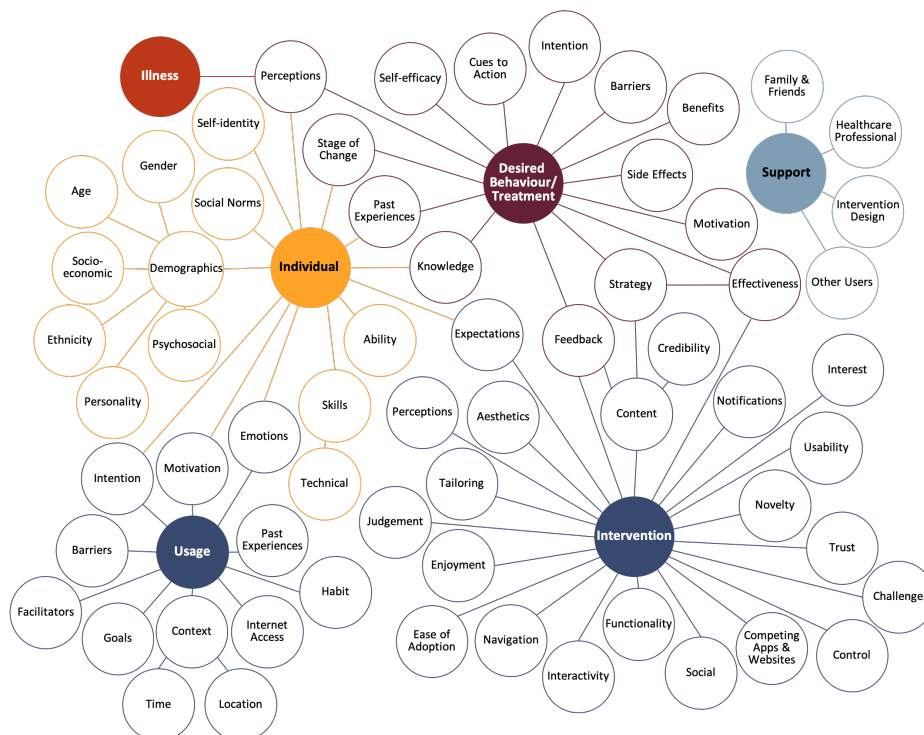 Illness
Perceptions
Self-efficacy
Cues to
Action
Intention
Barriers
Benefits
Family &
Friends
Healthcare
Professional
Support
Intervention
Design
Other Users
Self-identity
Stage of
Change
Desired
Behaviour/
Treatment
Side Effects
Motivation
Gender
Age
Social Norms
Past
Experiences
Knowledge
Strategy
Effectiveness
Socio-
economic
Demographics
Individual
Ethnicity
Psychosocial
Personality
Ability
Expectations
Feedback
Credibility
Content
Interest
Notifications
Skills
Technical
Perceptions
Aesthetics
Usability
Emotions
Motivation
Intention
Tailoring
Novelty
Judgement
Intervention
Trust
Usage
Past
Experiences
Barriers
Enjoyment
Habit
Challenge
Facilitators
Goals
Context
Internet
Access
Ease of
Adoption
Navigation
Functionality
Competing
Apps &
Websites
Control
Interactivity
Social
Time
Location